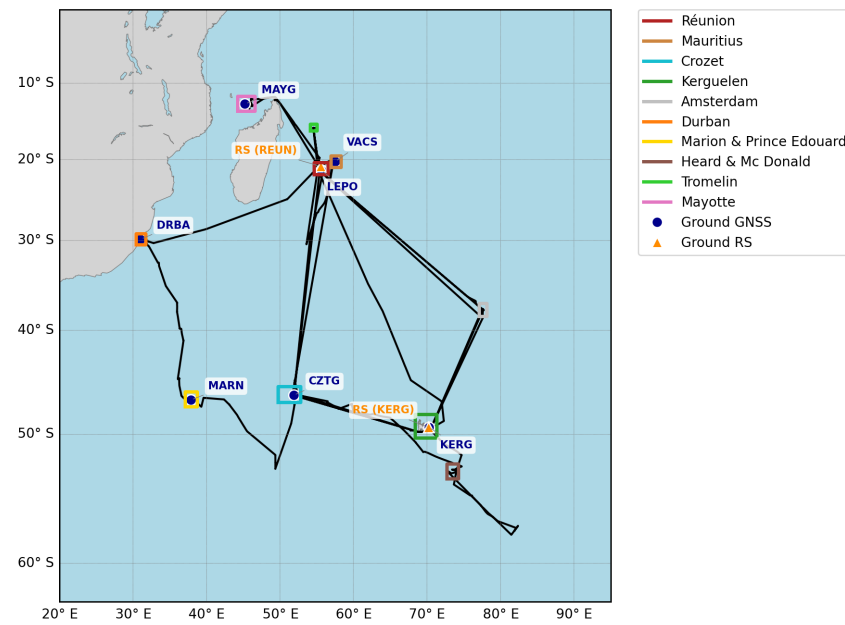 10° S
20° S
30° S
40° S
50° S
60° S
20° E
30° E
40° E
50° E
60° E
70° E
80° E
90° E
MAYG
RS (REUN)
VACS
LEPO
DRBA
MARN
CZTG
RS (KERG)
KERG
Réunion
Mauritius
Crozet
Kerguelen
Amsterdam
Durban
Marion & Prince Edouard
Heard & Mc Donald
Tromelin
Mayotte
Ground GNSS
Ground RS